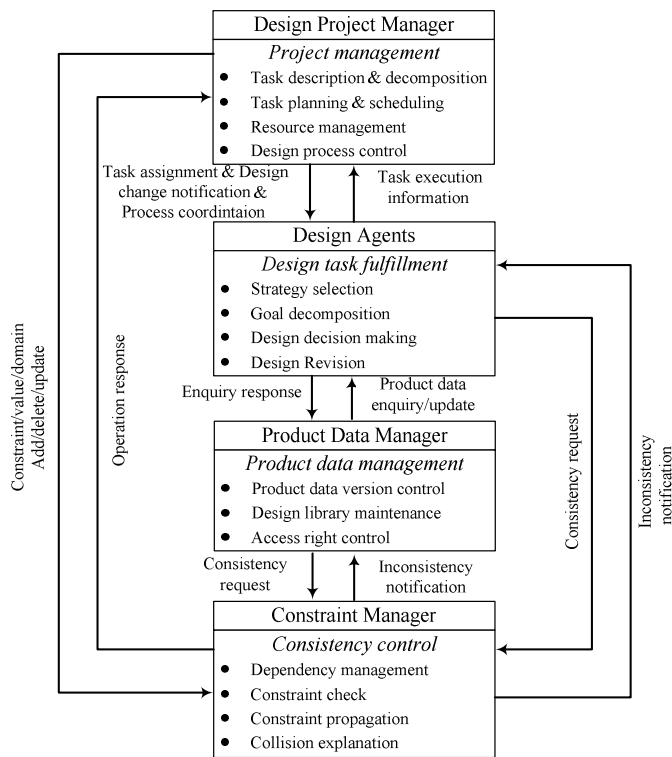 Design Project Manager
Project management
● Task description & decomposition
● Task planning & scheduling
● Resource management
● Design process control
Task assignment & Design
change notification &
Process coordintaion
Task execution
information
Design Agents
Design task fulfillment
● Strategy selection
● Goal decomposition
● Design decision making
● Design Revision
Constraint/value/domain
Add/delete/update
Operation response
Enquiry response
Product data
enquiry/update
Consistency request
Inconsistency
notification
Product Data Manager
Product data management
● Product data version control
● Design library maintenance
● Access right control
Consistency
request
Inconsistency
notification
Constraint Manager
Consistency control
● Dependency management
● Constraint check
● Constraint propagation
● Collision explanation